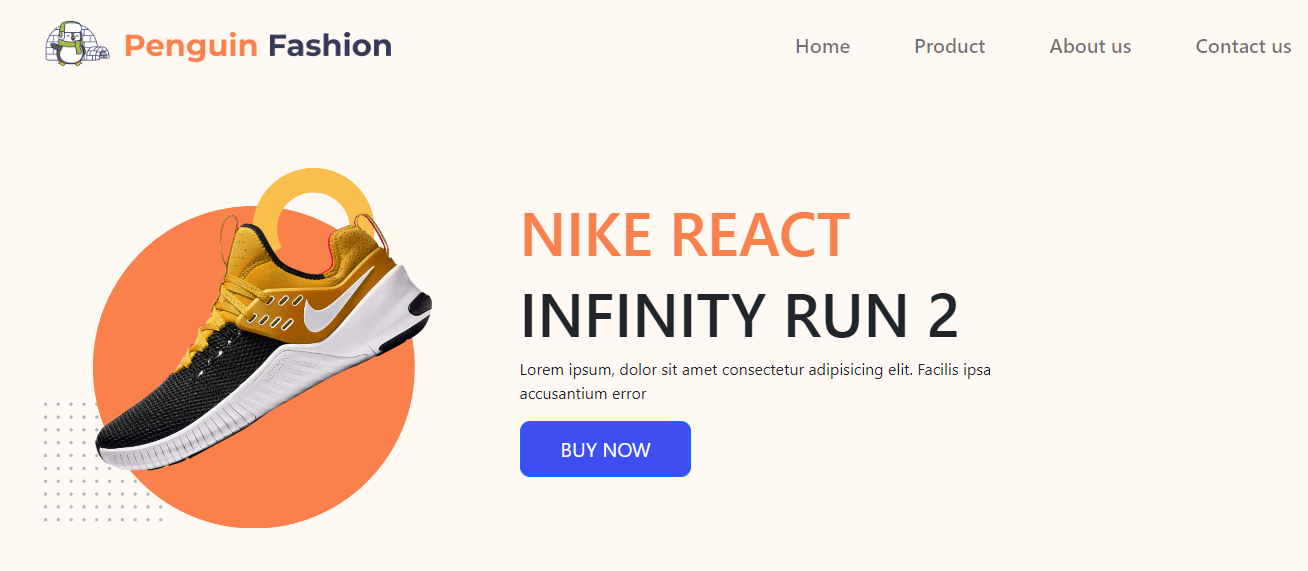 Penguin Fashion
Home Product About us Contact us
NIKE REACT
INFINITY RUN 2
Lorem ipsum, dolor sit amet consectetur adipisicing elit. Facilis ipsa
accusantium error
BUY NOW